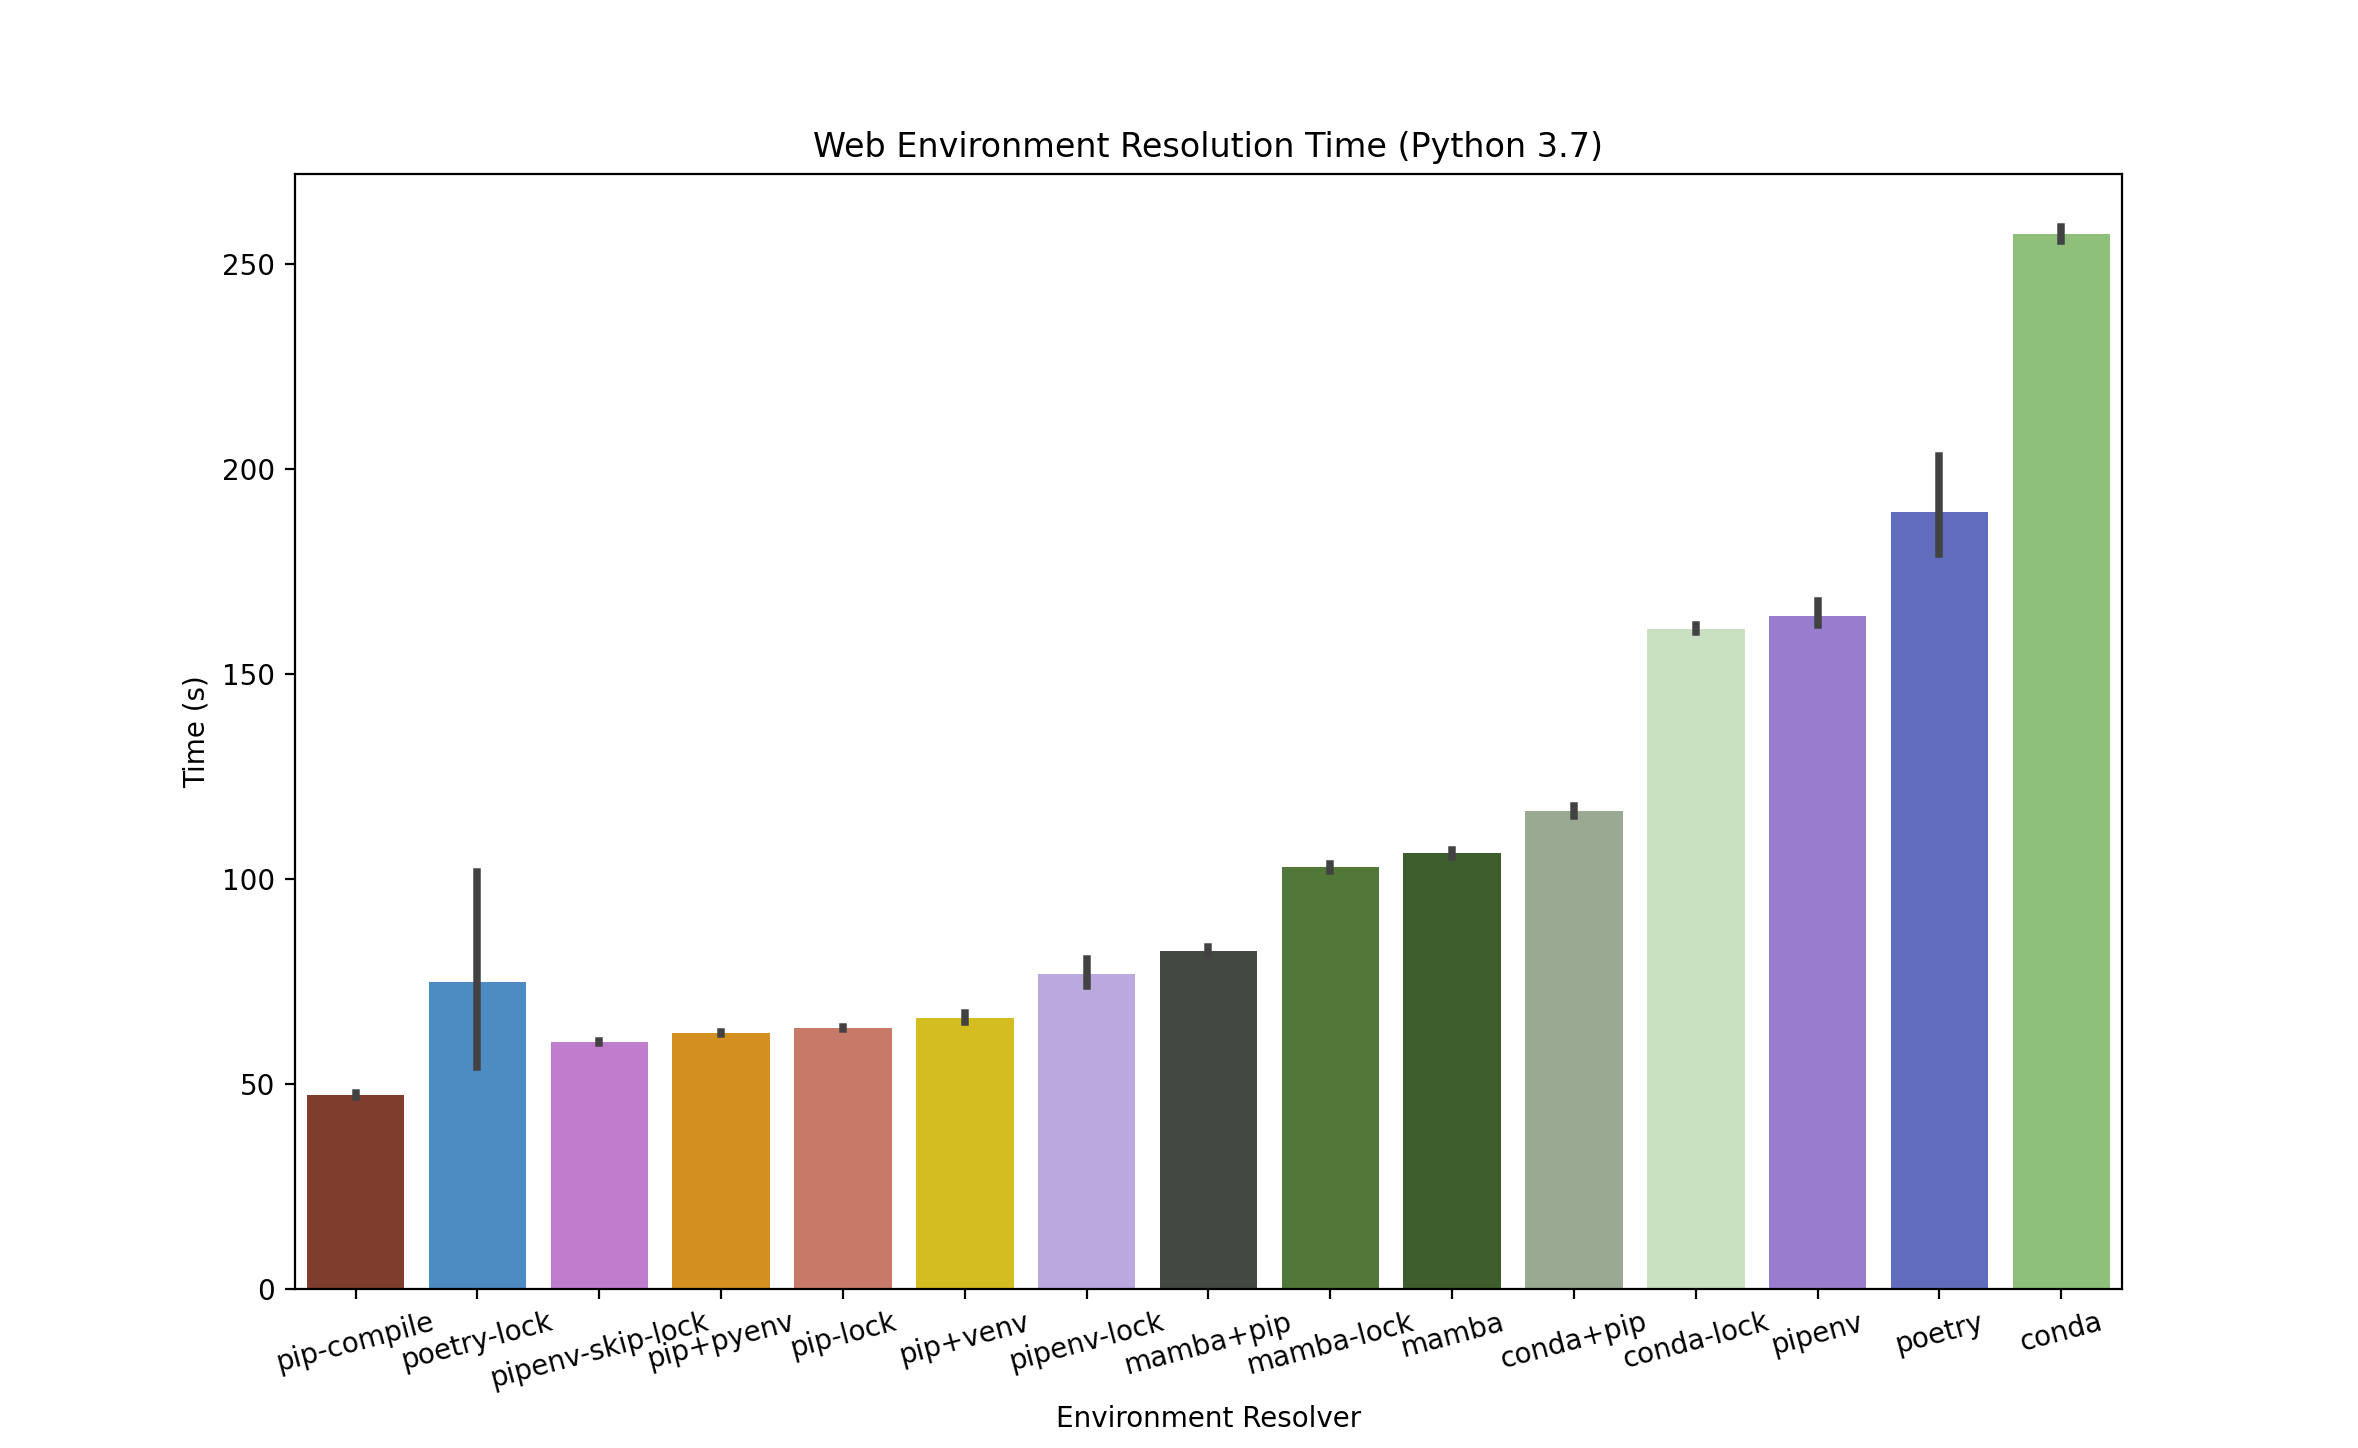 Web Environment Resolution Time (Python 3.7)
250
200
150
100
50
0
Time (s)
pip-compile
poetry-lock
pipenv-skip-lock
pip+pyenv
pip-lock
pip+venv
pipenv-lock
mamba+pip
mamba-lock
mamba
conda+pip
conda-lock
pipenv
poetry
conda
Environment Resolver